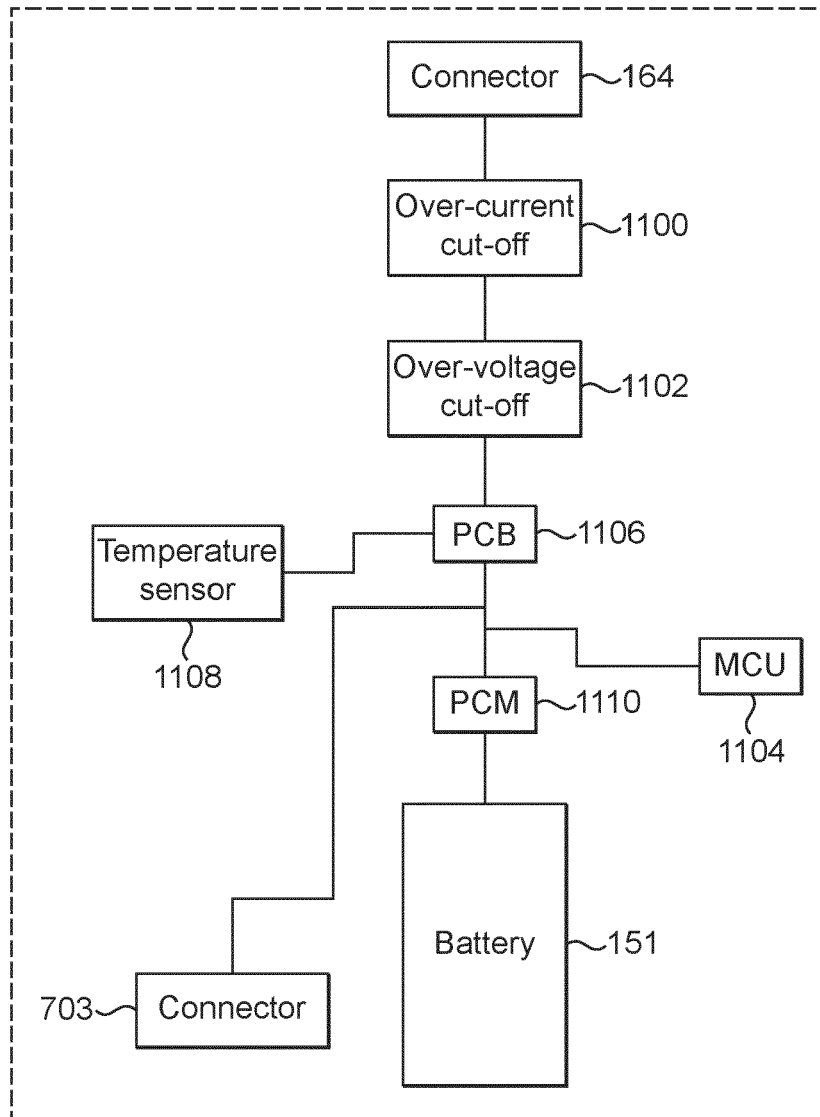 Connector
164
Over-current
cut-off
1100
Over-voltage
cut-off
1102
PCB
1106
Temperature
sensor
1108
MCU
1104
PCM
1110
Battery
151
703
Connector